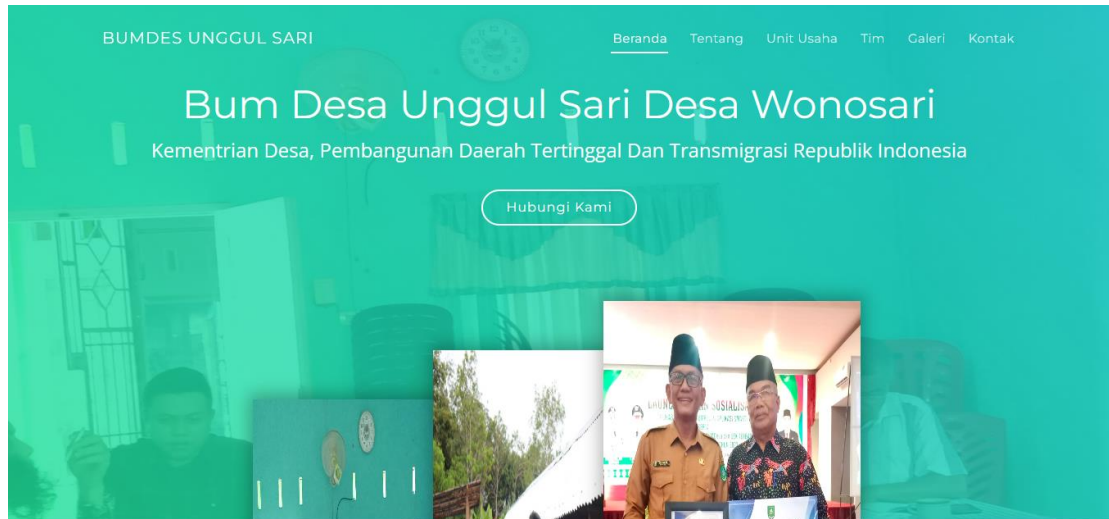 BUMDES UNGGUL SARI
Beranda Tentang Unit Usaha Tim Galeri Kontak
Bum Desa Unggul Sari Desa Wonosari
Kementrian Desa, Pembangunan Daerah Tertinggal Dan Transmigrasi Republik Indonesia
Hubungi Kami
SOSIALISA